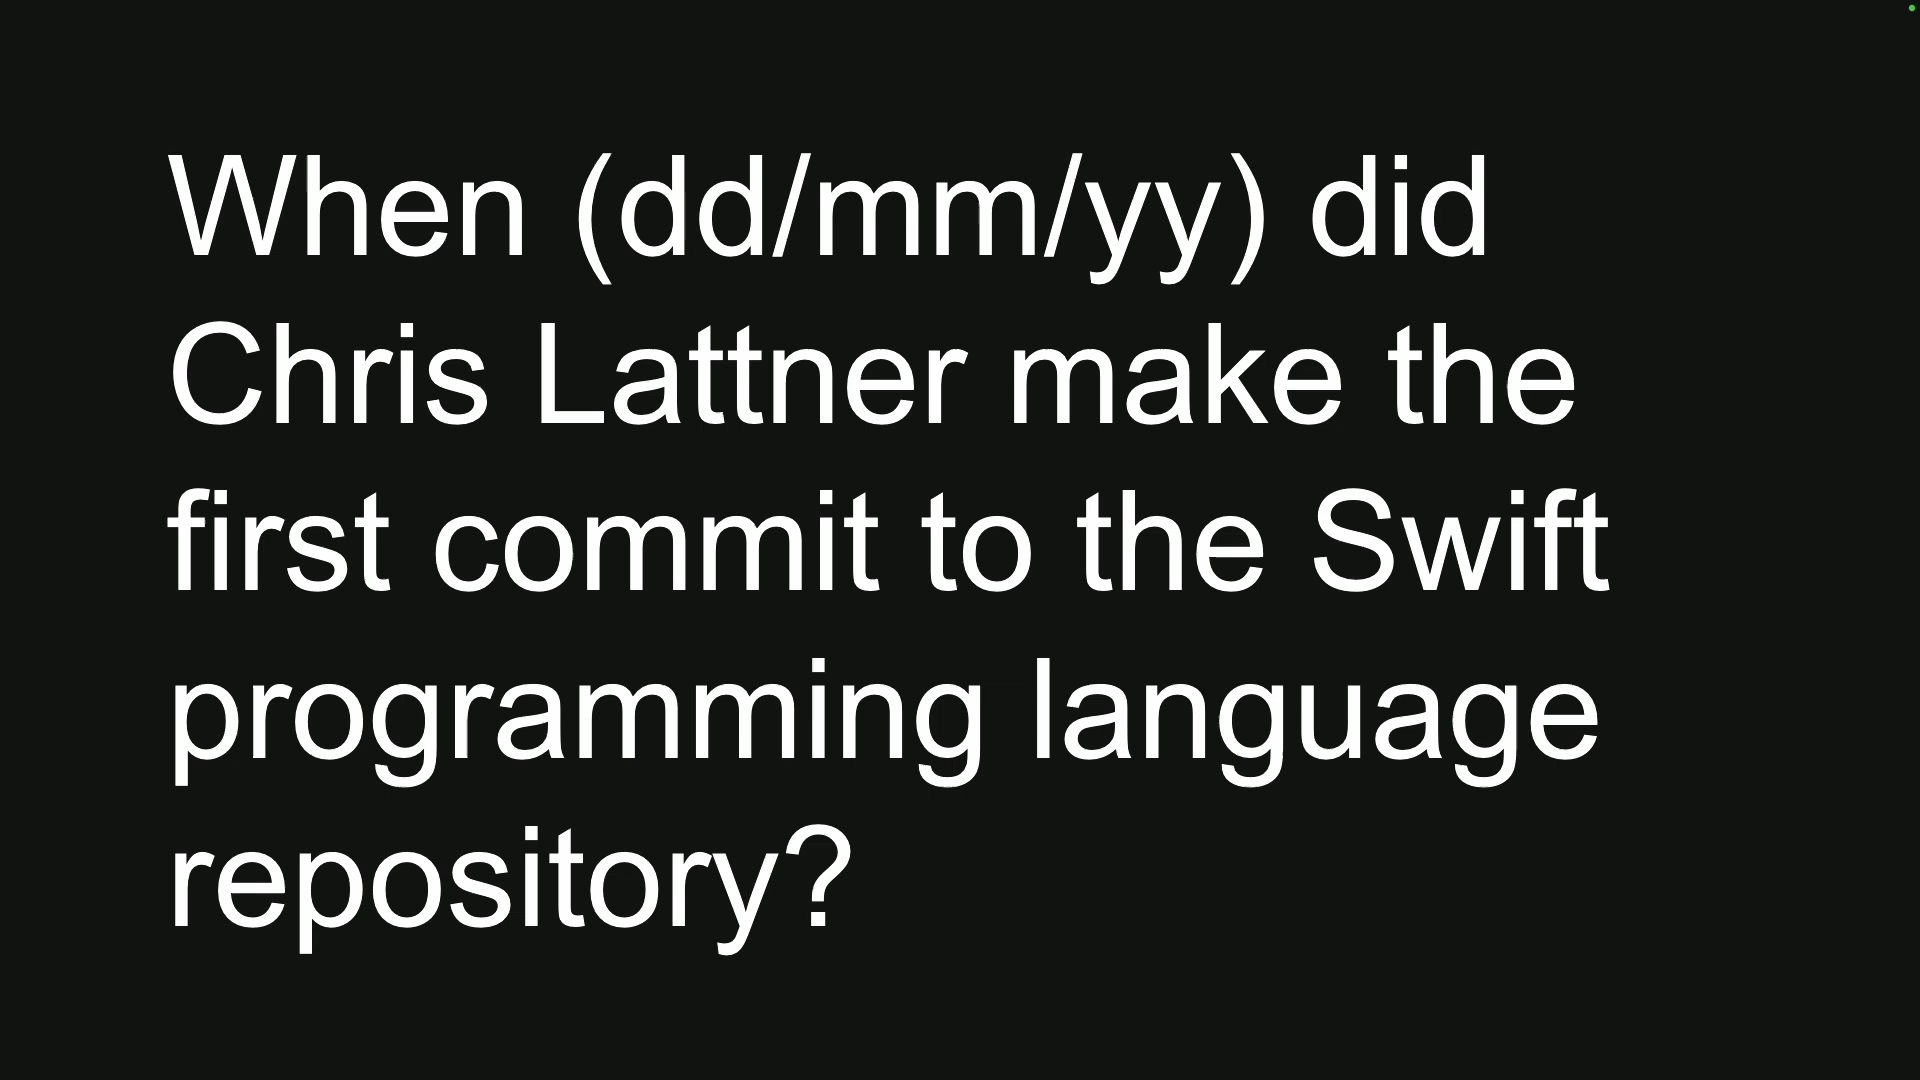 When (dd/mm/yy) did
Chris Lattner make the
first commit to the Swift
programming language
repository?